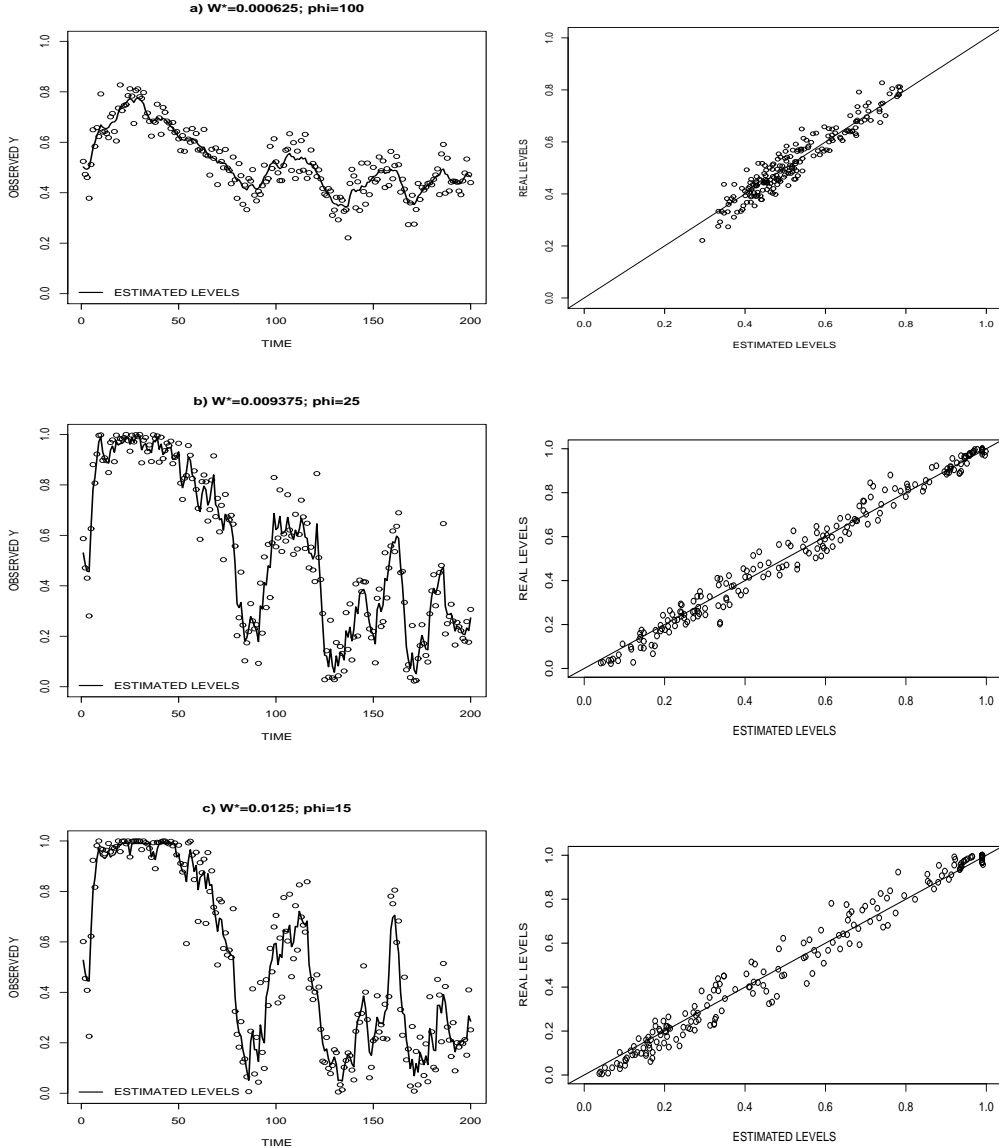 a) W*=0.000625; phi=100
OBSERVED Y
1.0
0.8
0.6
0.4
0.2
0.0
ESTIMATED LEVELS
0 50 100 150 200
TIME
REAL LEVELS
1.0
0.8
0.6
0.4
0.2
0.0
0.0 0.2 0.4 0.6 0.8 1.0
ESTIMATED LEVELS
b) W*=0.009375; phi=25
OBSERVED Y
1.0
0.8
0.6
0.4
0.2
0.0
ESTIMATED LEVELS
0 50 100 150 200
TIME
REAL LEVELS
1.0
0.8
0.6
0.4
0.2
0.0
0.0 0.2 0.4 0.6 0.8 1.0
ESTIMATED LEVELS
c) W*=0.0125; phi=15
OBSERVED Y
1.0
0.8
0.6
0.4
0.2
0.0
ESTIMATED LEVELS
0 50 100 150 200
TIME
REAL LEVELS
1.0
0.8
0.6
0.4
0.2
0.0
0.0 0.2 0.4 0.6 0.8 1.0
ESTIMATED LEVELS